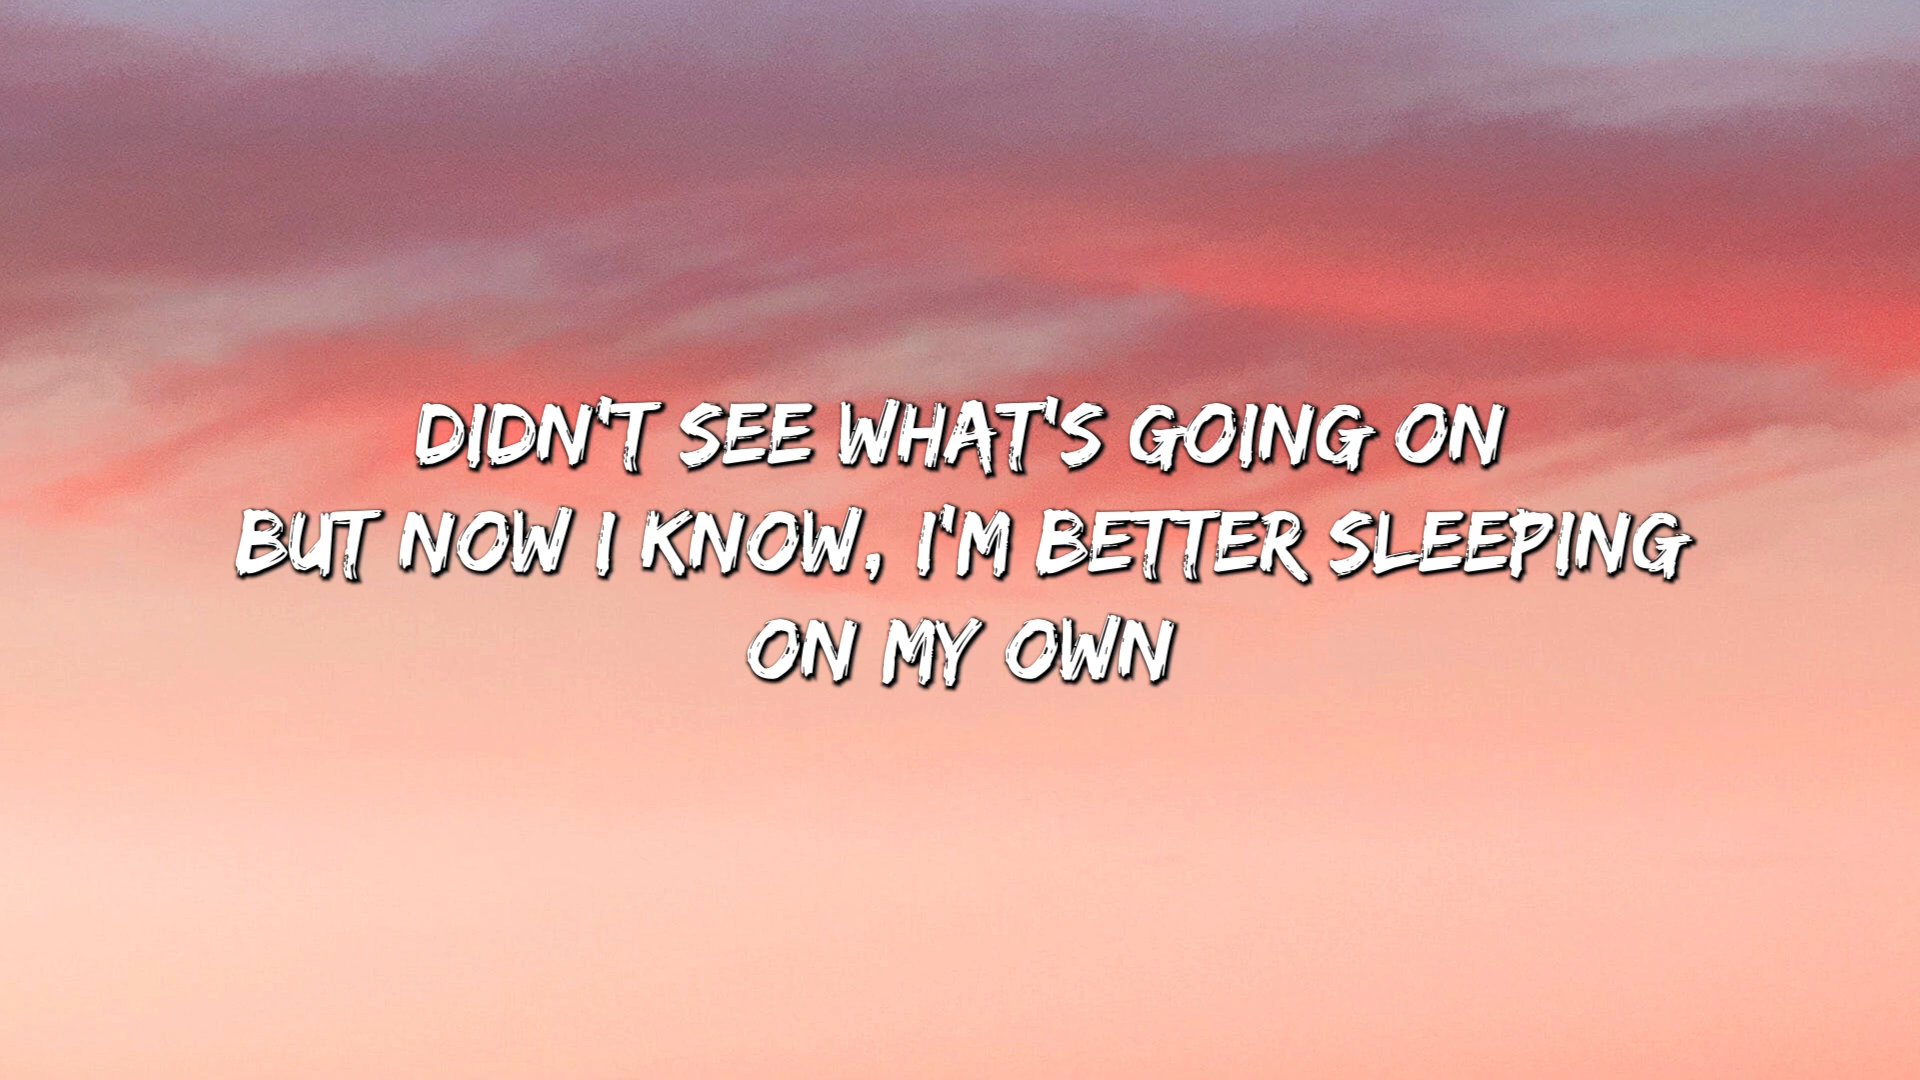 DIDN'T SEE WHAT'S GOING ON
BUT NOW I KNOW, I'M BETTER SLEEPING
ON MY OWN